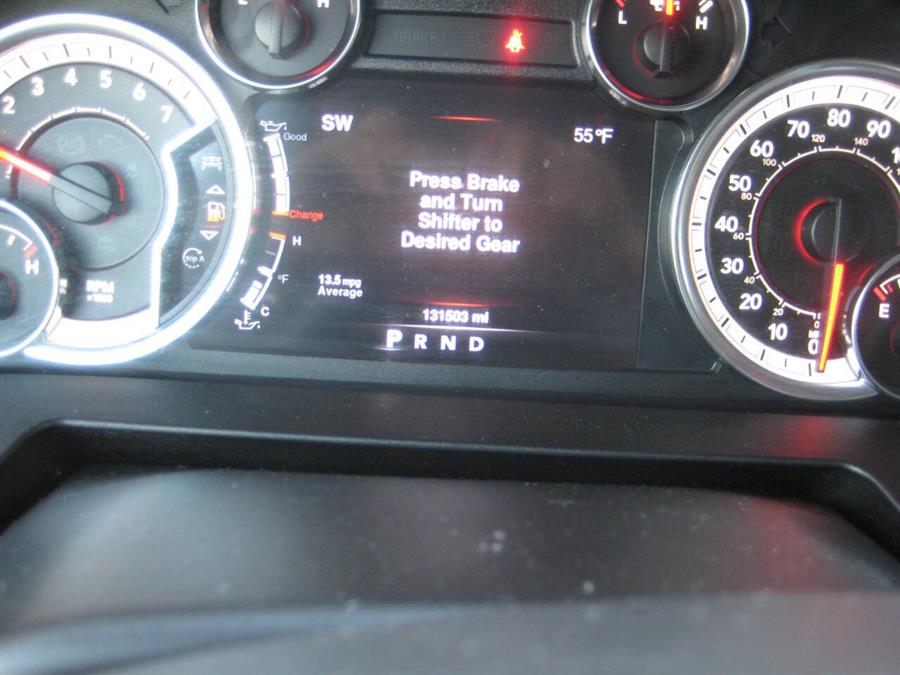 L H
BRAKE
L H
2 3 4 5 6 7
SW
55°F
Good
Change
H
°F
C
Press Brake
and Turn
Shifter to
Desired Gear
13.5 mpg
Average
131503 mi
P R N D
trip A
RPM
x1000
H
0 10 20 30 40 50 60 70 80 90
20 40 60 80 100 120 140
E